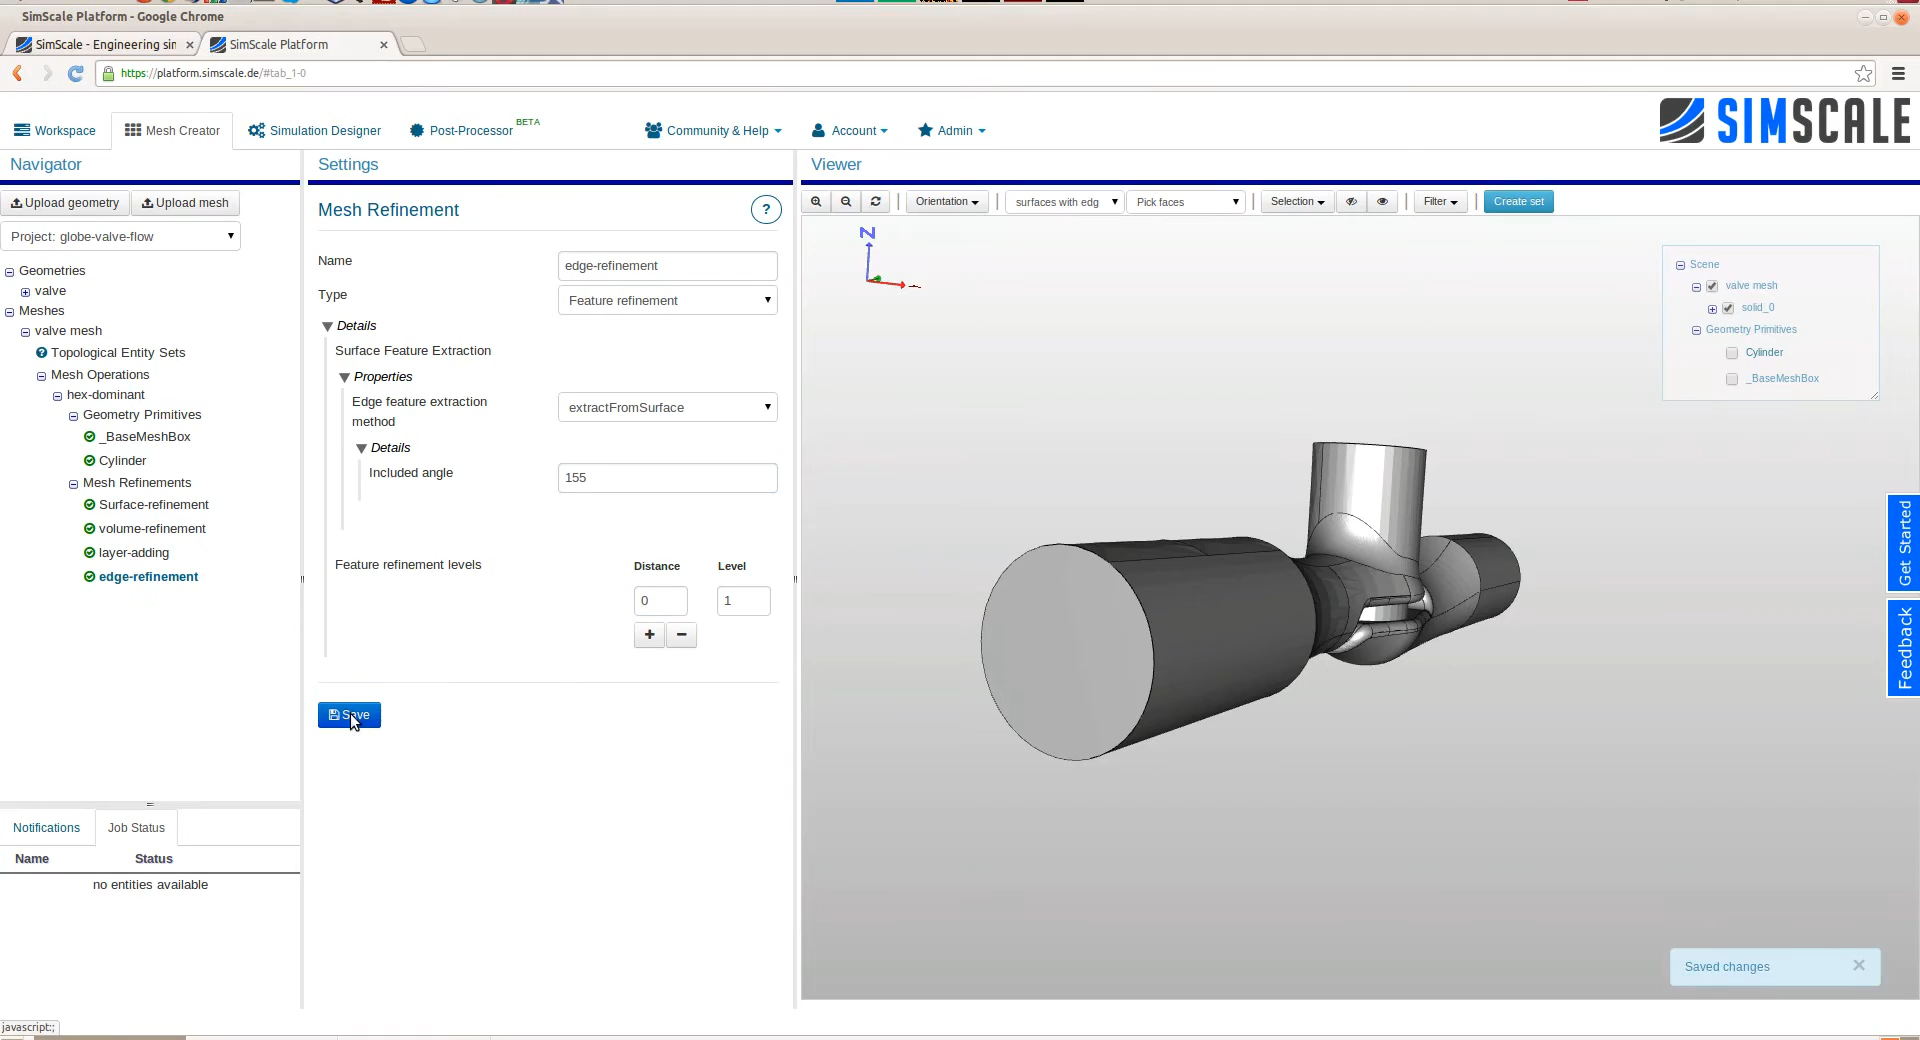 SimScale Platform - Google Chrome
SimScale - Engineering sin
SimScale Platform
https://platform.simscale.de/#tab_1-0
Workspace
Mesh Creator
Simulation Designer
Post-Processor BETA
Community & Help
Account
Admin
SIMSCALE
Navigator
Settings
Viewer
Upload geometry
Upload mesh
Project: globe-valve-flow
Geometries
valve
Meshes
valve mesh
Topological Entity Sets
Mesh Operations
hex-dominant
Geometry Primitives
_BaseMeshBox
Cylinder
Mesh Refinements
Surface-refinement
volume-refinement
layer-adding
edge-refinement
Notifications
Job Status
Name Status
no entities available
javascript:;
Mesh Refinement
?
Name
edge-refinement
Type
Feature refinement
Details
Surface Feature Extraction
Properties
Edge feature extraction
method
extractFromSurface
Details
Included angle
155
Feature refinement levels
Distance Level
0 1
+ −
Save
Orientation
surfaces with edg
Pick faces
Selection
Filter
Create set
Z
Scene
valve mesh
solid_0
Geometry Primitives
Cylinder
_BaseMeshBox
Get Started
Feedback
Saved changes